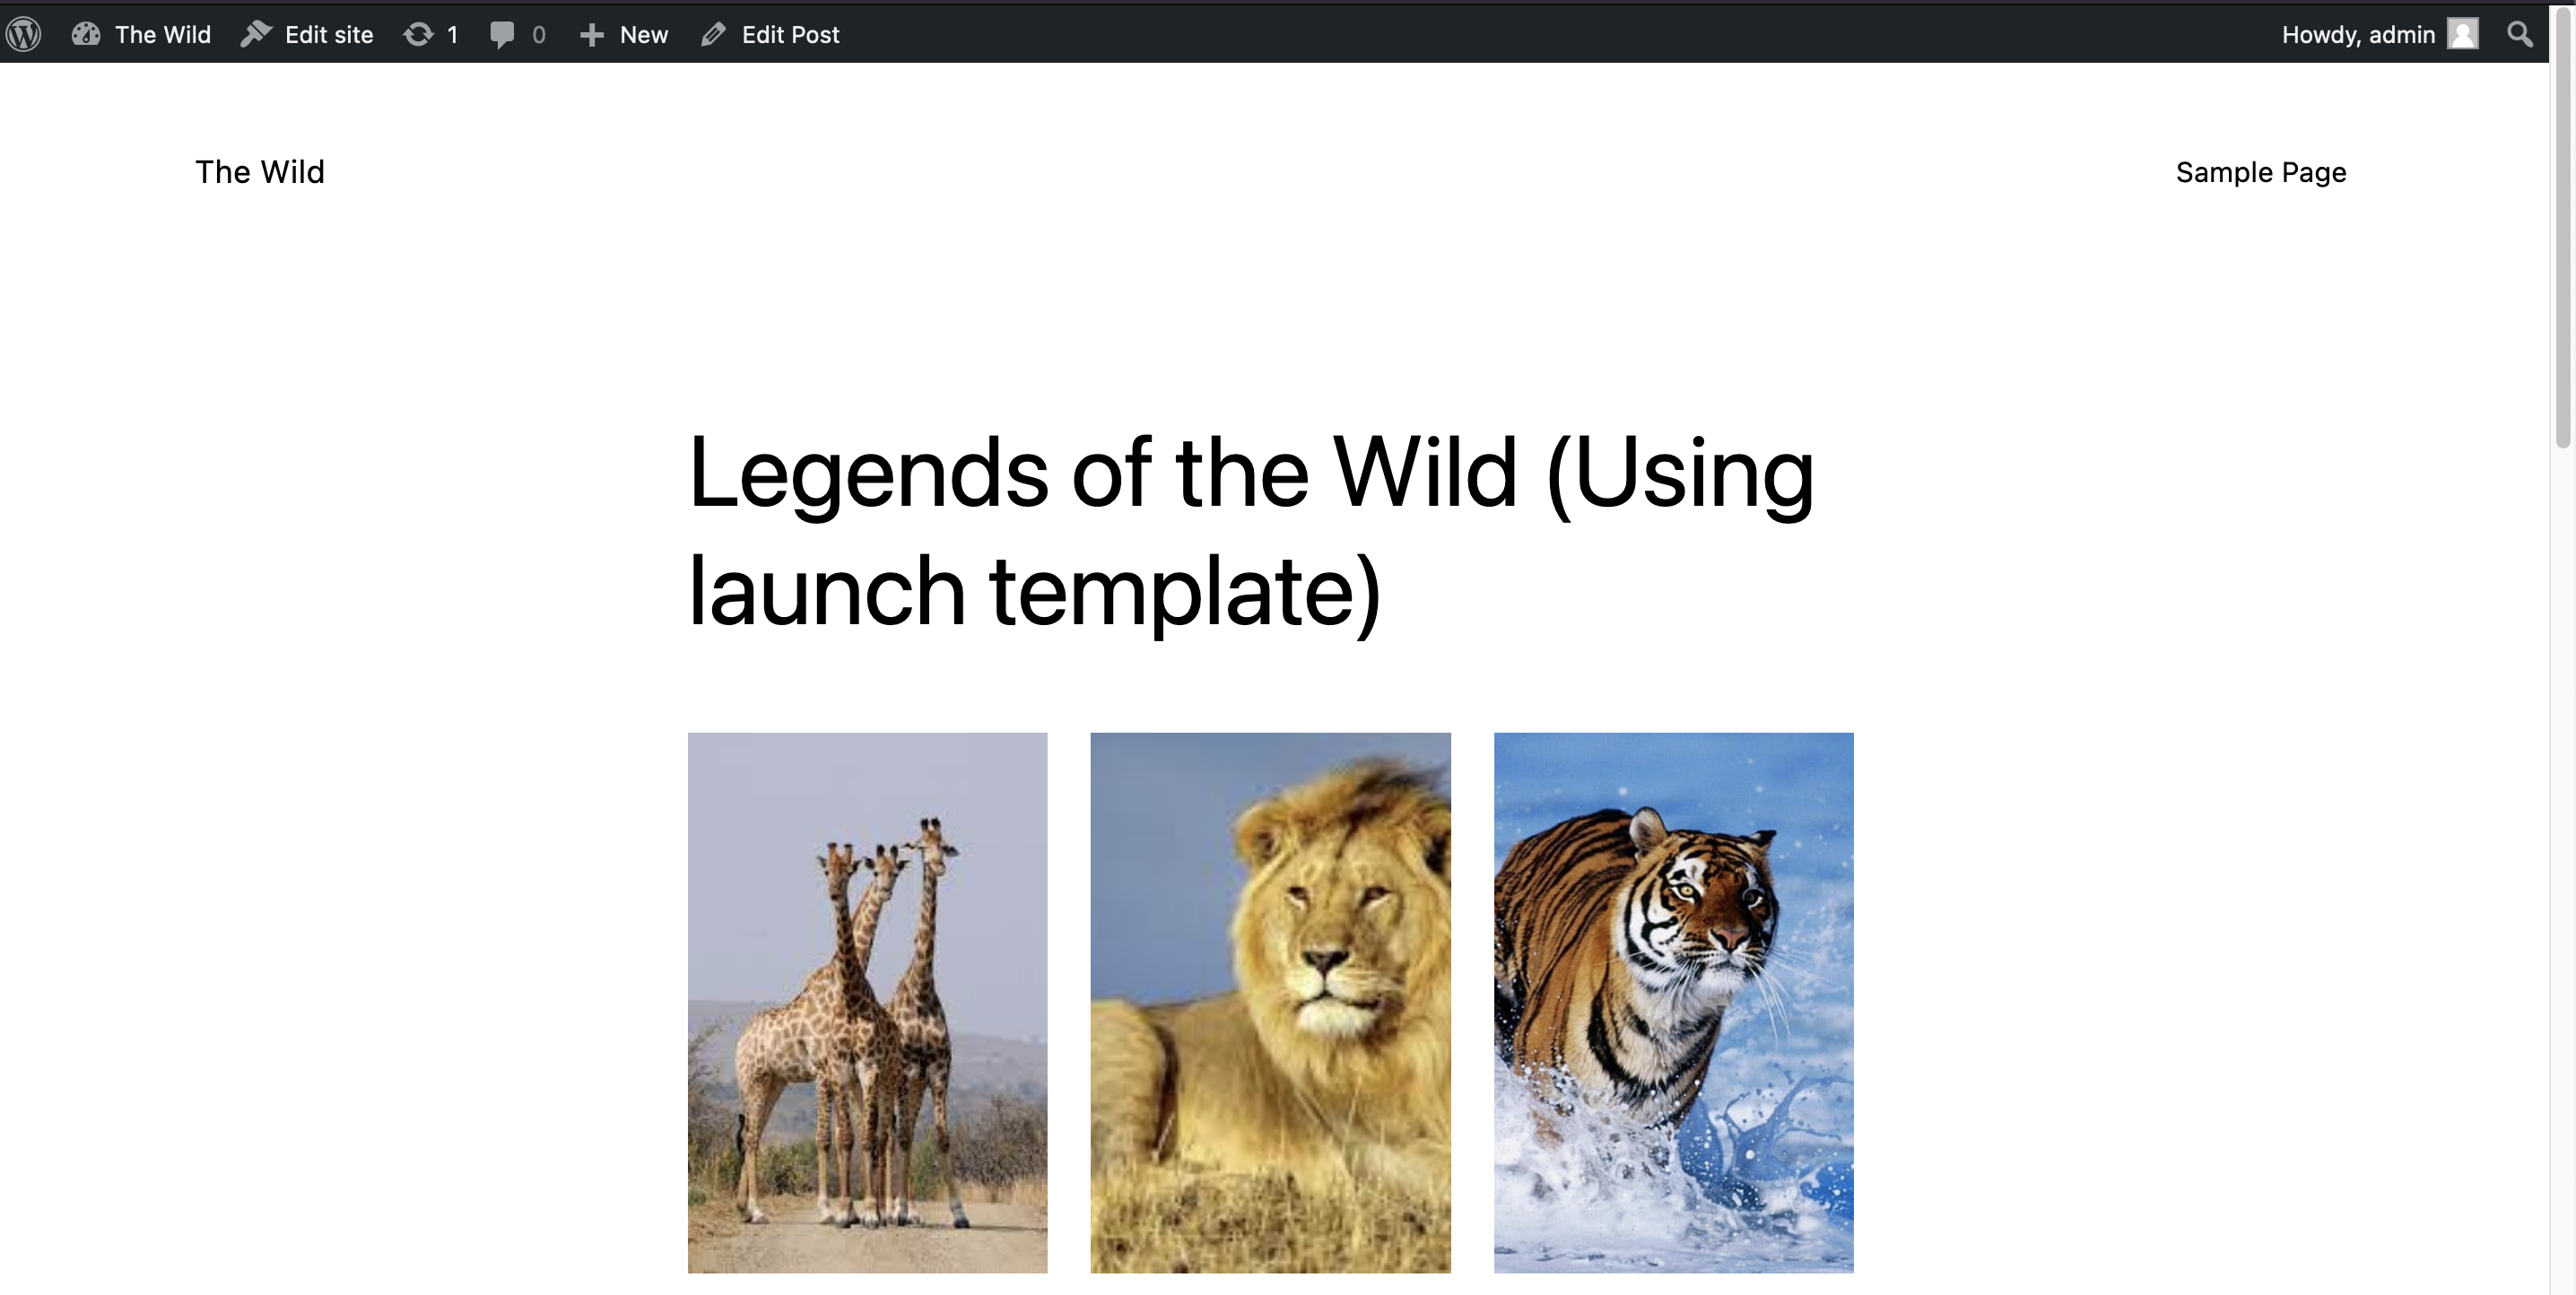 The Wild Edit site 1 0 New Edit Post Howdy, admin
The Wild Sample Page
Legends of the Wild (Using
launch template)